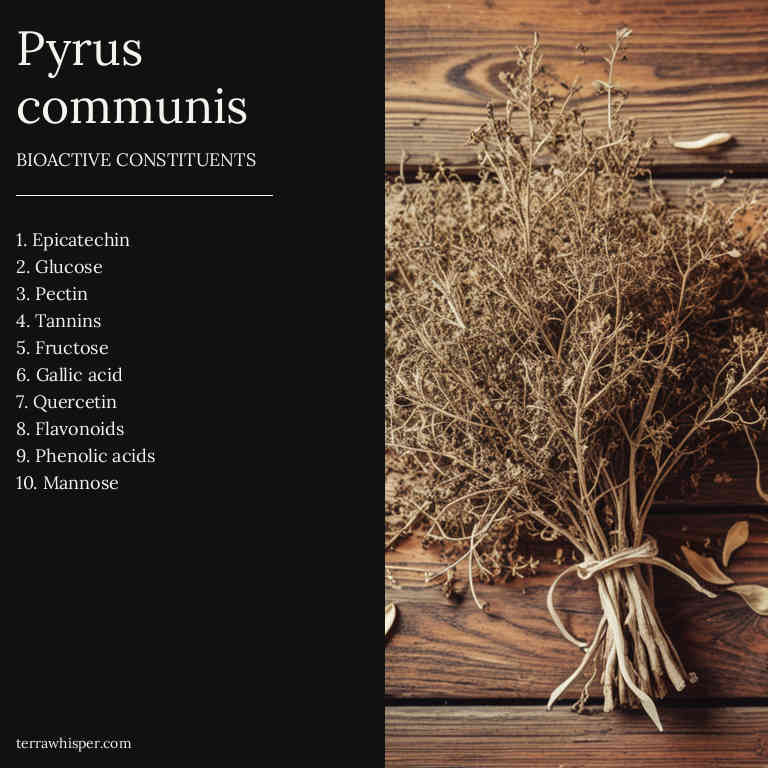 Pyrus
communis
BIOACTIVE CONSTITUENTS
1. Epicatechin
2. Glucose
3. Pectin
4. Tannins
5. Fructose
6. Gallic acid
7. Quercetin
8. Flavonoids
9. Phenolic acids
10. Mannose
terrawhisper.com